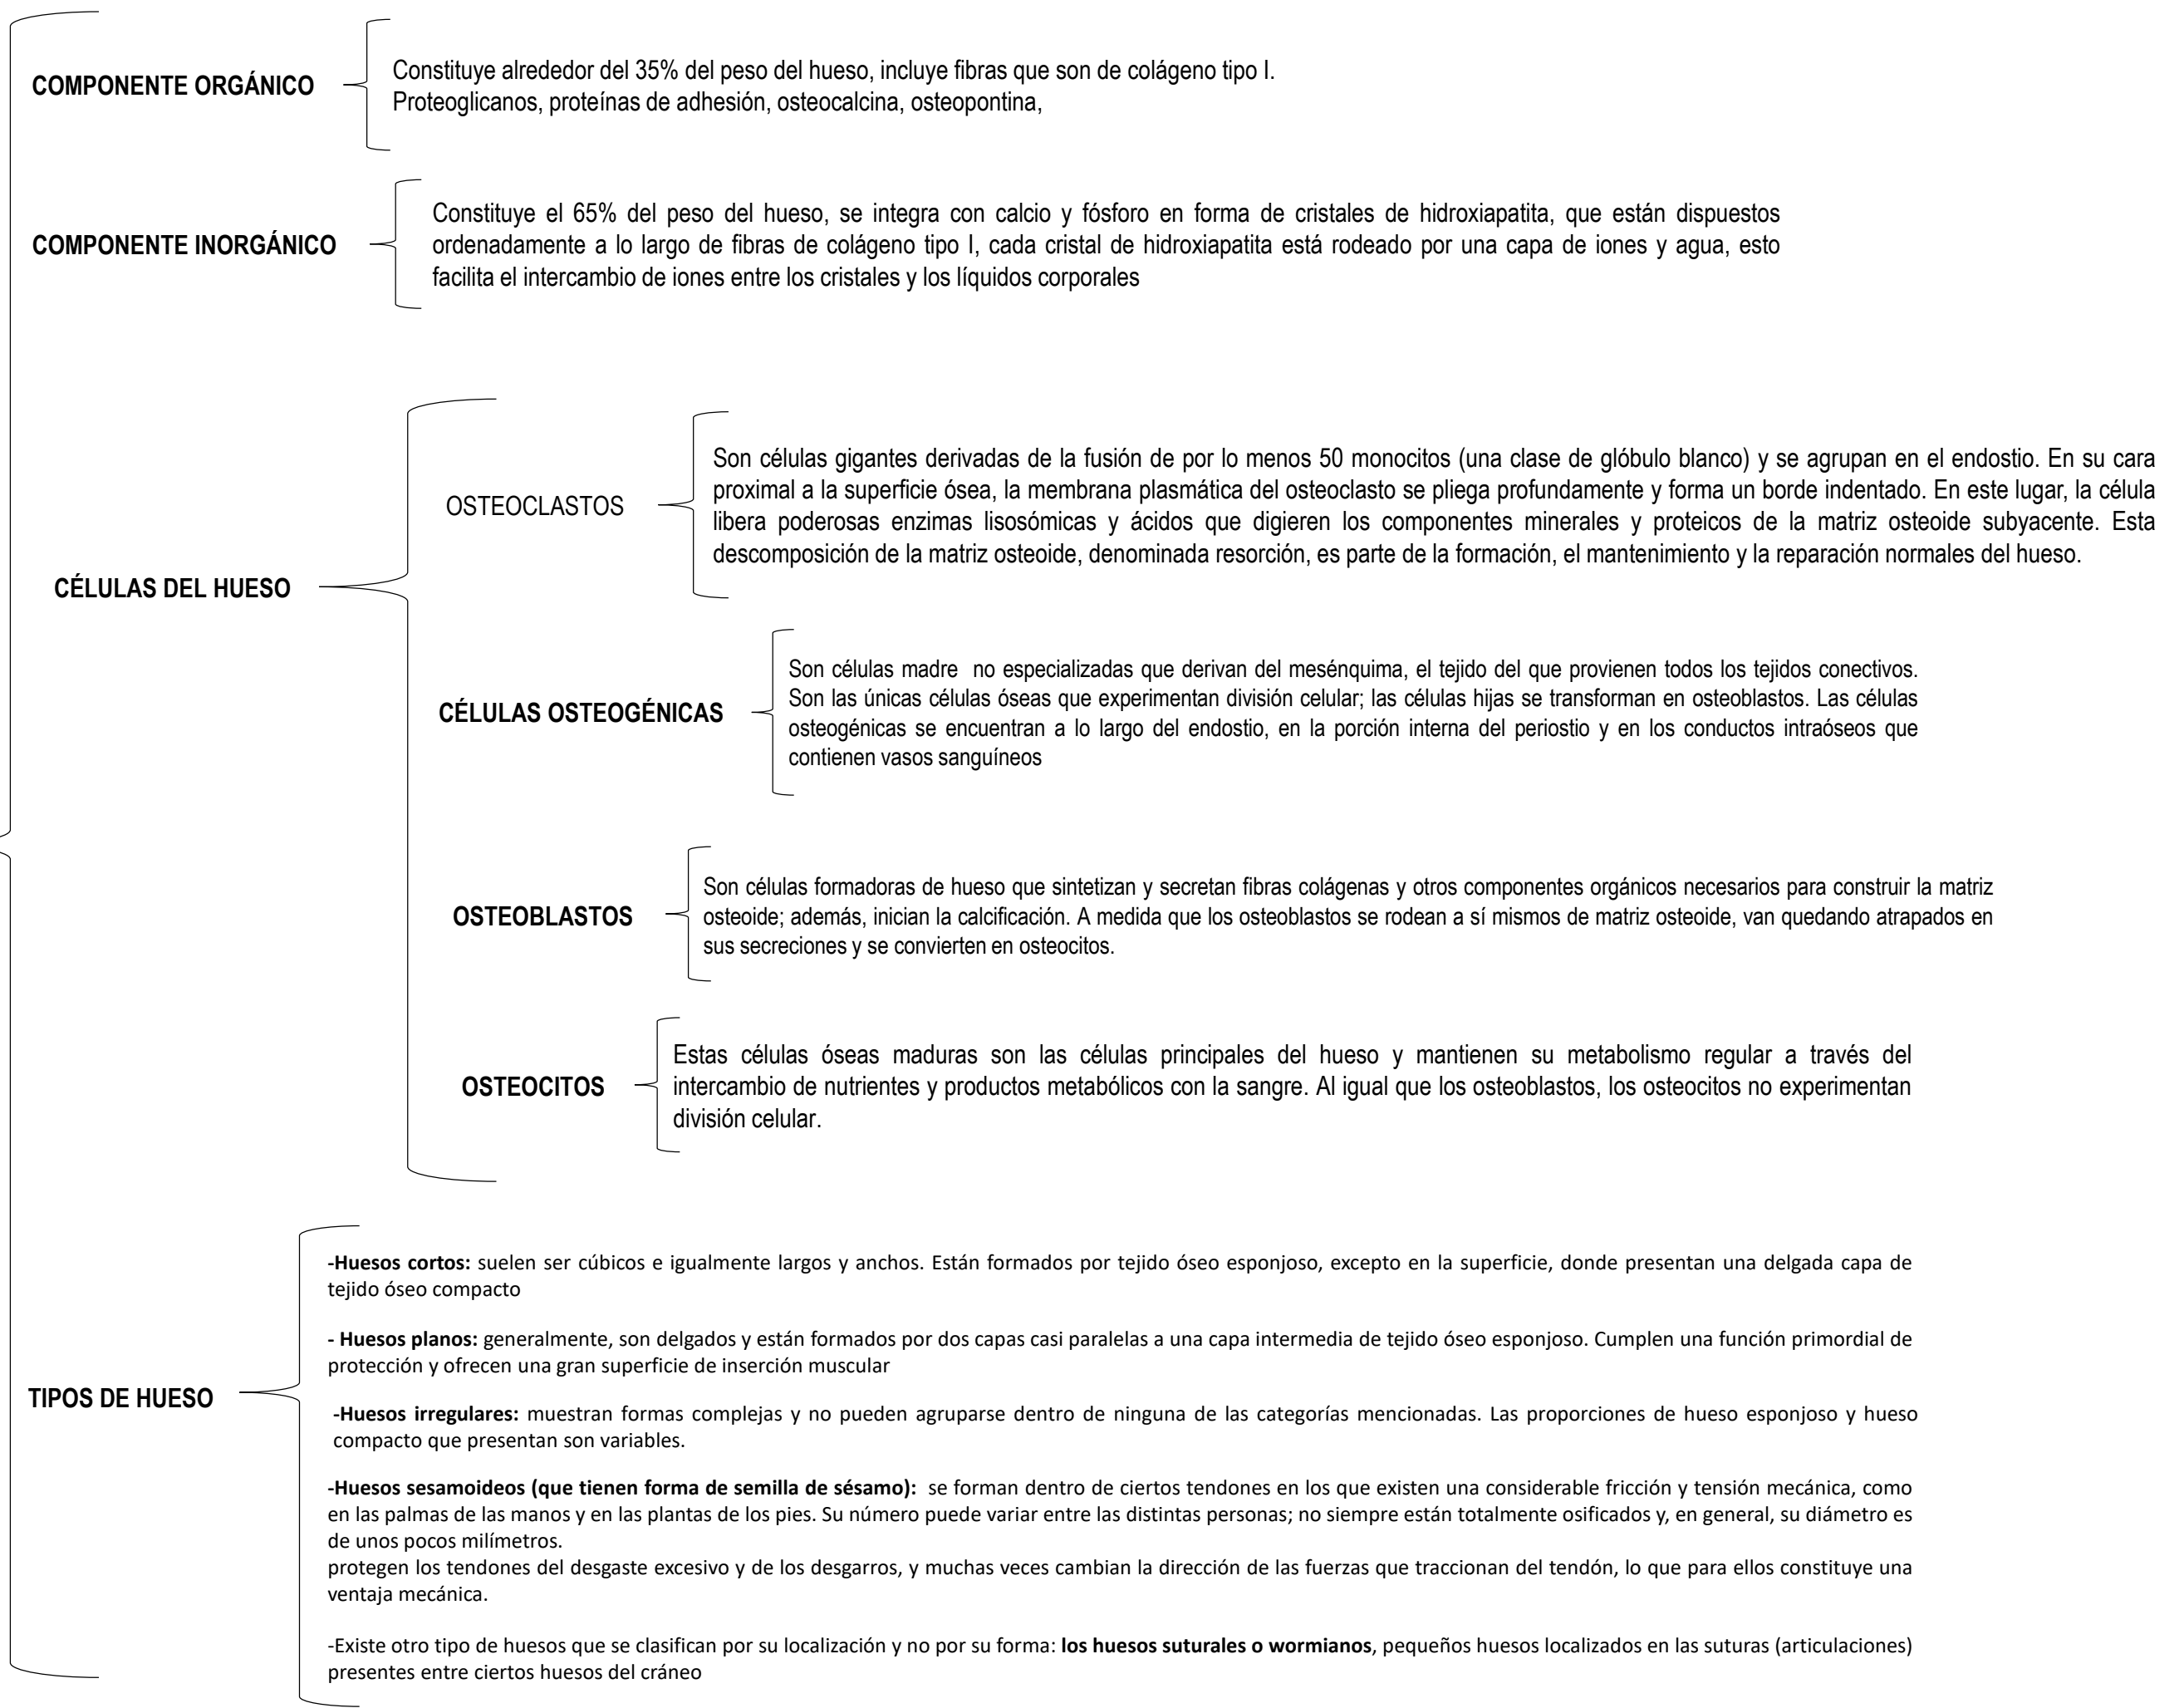 COMPONENTE ORGÁNICO
Constituye alrededor del 35% del peso del hueso, incluye fibras que son de colágeno tipo I.
Proteoglicanos, proteínas de adhesión, osteocalcina, osteopontina,
COMPONENTE INORGÁNICO
Constituye el 65% del peso del hueso, se integra con calcio y fósforo en forma de cristales de hidroxiapatita, que están dispuestos
ordenadamente a lo largo de fibras de colágeno tipo I, cada cristal de hidroxiapatita está rodeado por una capa de iones y agua, esto
facilita el intercambio de iones entre los cristales y los líquidos corporales
CÉLULAS DEL HUESO
OSTEOCLASTOS
Son células gigantes derivadas de la fusión de por lo menos 50 monocitos (una clase de glóbulo blanco) y se agrupan en el endostio. En su cara
proximal a la superficie ósea, la membrana plasmática del osteoclasto se pliega profundamente y forma un borde indentado. En este lugar, la célula
libera poderosas enzimas lisosómicas y ácidos que digieren los componentes minerales y proteicos de la matriz osteoide subyacente. Esta
descomposición de la matriz osteoide, denominada resorción, es parte de la formación, el mantenimiento y la reparación normales del hueso.
CÉLULAS OSTEOGÉNICAS
Son células madre no especializadas que derivan del mesénquima, el tejido del que provienen todos los tejidos conectivos.
Son las únicas células óseas que experimentan división celular; las células hijas se transforman en osteoblastos. Las células
osteogénicas se encuentran a lo largo del endostio, en la porción interna del periostio y en los conductos intraóseos que
contienen vasos sanguíneos
OSTEOBLASTOS
Son células formadoras de hueso que sintetizan y secretan fibras colágenas y otros componentes orgánicos necesarios para construir la matriz
osteoide; además, inician la calcificación. A medida que los osteoblastos se rodean a sí mismos de matriz osteoide, van quedando atrapados en
sus secreciones y se convierten en osteocitos.
OSTEOCITOS
Estas células óseas maduras son las células principales del hueso y mantienen su metabolismo regular a través del
intercambio de nutrientes y productos metabólicos con la sangre. Al igual que los osteoblastos, los osteocitos no experimentan
división celular.
TIPOS DE HUESO
-Huesos cortos: suelen ser cúbicos e igualmente largos y anchos. Están formados por tejido óseo esponjoso, excepto en la superficie, donde presentan una delgada capa de
tejido óseo compacto
- Huesos planos: generalmente, son delgados y están formados por dos capas casi paralelas a una capa intermedia de tejido óseo esponjoso. Cumplen una función primordial de
protección y ofrecen una gran superficie de inserción muscular
-Huesos irregulares: muestran formas complejas y no pueden agruparse dentro de ninguna de las categorías mencionadas. Las proporciones de hueso esponjoso y hueso
compacto que presentan son variables.
-Huesos sesamoideos (que tienen forma de semilla de sésamo): se forman dentro de ciertos tendones en los que existen una considerable fricción y tensión mecánica, como
en las palmas de las manos y en las plantas de los pies. Su número puede variar entre las distintas personas; no siempre están totalmente osificados y, en general, su diámetro es
de unos pocos milímetros.
protegen los tendones del desgaste excesivo y de los desgarros, y muchas veces cambian la dirección de las fuerzas que traccionan del tendón, lo que para ellos constituye una
ventaja mecánica.
-Existe otro tipo de huesos que se clasifican por su localización y no por su forma: los huesos suturales o wormianos, pequeños huesos localizados en las suturas (articulaciones)
presentes entre ciertos huesos del cráneo